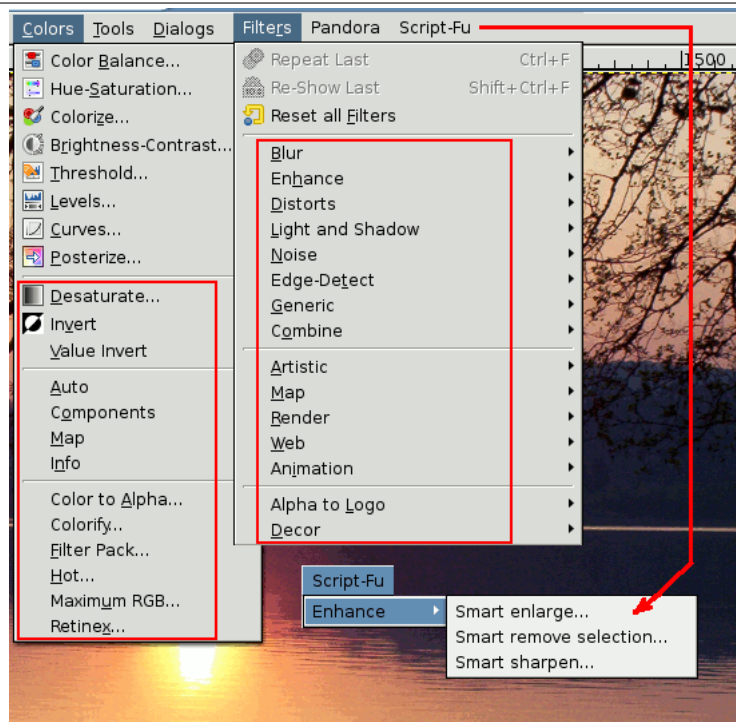 Colors Tools Dialogs Filters Pandora Script-Fu
Color Balance...
Hue-Saturation...
Colorize...
Brightness-Contrast...
Threshold...
Levels...
Curves...
Posterize...
Desaturate...
Invert
Value Invert
Auto
Components
Map
Info
Color to Alpha...
Colorify...
Filter Pack...
Hot...
Maximum RGB...
Retinex...
Repeat Last Ctrl+F
Re-Show Last Shift+Ctrl+F
Reset all Filters
Blur
Enhance
Distorts
Light and Shadow
Noise
Edge-Detect
Generic
Combine
Artistic
Map
Render
Web
Animation
Alpha to Logo
Decor
1500
Script-Fu
Enhance
Smart enlarge...
Smart remove selection...
Smart sharpen...